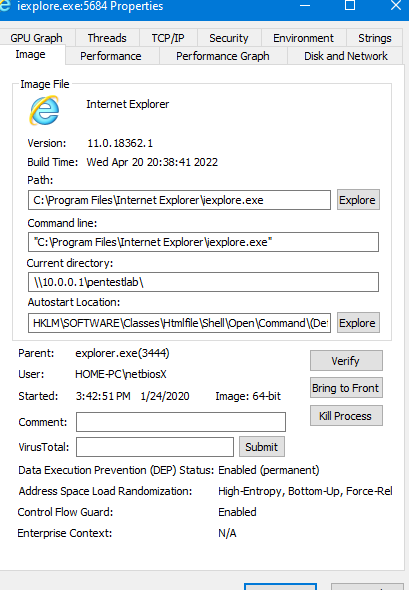 iexplore.exe:5684 Properties
GPU Graph Threads TCP/IP Security Environment Strings
Image Performance Performance Graph Disk and Network
Image File
Internet Explorer
Version: 11.0.18362.1
Build Time: Wed Apr 20 20:38:41 2022
Path:
C:\Program Files\Internet Explorer\iexplore.exe Explore
Command line:
"C:\Program Files\Internet Explorer\iexplore.exe"
Current directory:
\\10.0.0.1\pentestlab\
Autostart Location:
HKLM\SOFTWARE\Classes\Htmlfile\Shell\Open\Command\(De Explore
Parent: explorer.exe(3444) Verify
User: HOME-PC\netbiosX
Bring to Front
Started: 3:42:51 PM 1/24/2020 Image: 64-bit
Kill Process
Comment:
VirusTotal: Submit
Data Execution Prevention (DEP) Status: Enabled (permanent)
Address Space Load Randomization: High-Entropy, Bottom-Up, Force-Rel
Control Flow Guard: Enabled
Enterprise Context: N/A